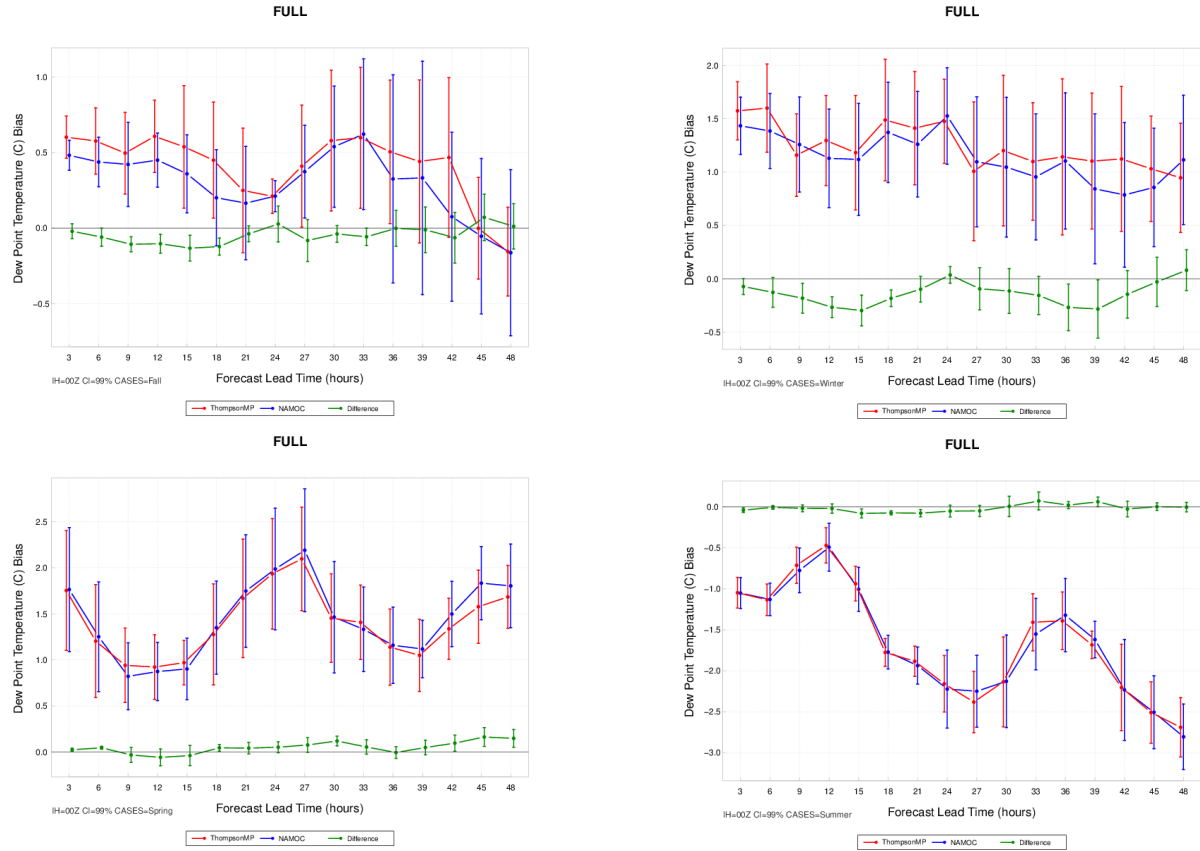 FULL
Dew Point Temperature (C) Bias
1.0
0.5
0.0
−0.5
3 6 9 12 15 18 21 24 27 30 33 36 39 42 45 48
IH=00Z CI=99% CASES=Fall
Forecast Lead Time (hours)
ThompsonMP NAMOC Difference
FULL
Dew Point Temperature (C) Bias
2.0
1.5
1.0
0.5
0.0
−0.5
3 6 9 12 15 18 21 24 27 30 33 36 39 42 45 48
IH=00Z CI=99% CASES=Winter
Forecast Lead Time (hours)
ThompsonMP NAMOC Difference
FULL
Dew Point Temperature (C) Bias
2.5
2.0
1.5
1.0
0.5
0.0
3 6 9 12 15 18 21 24 27 30 33 36 39 42 45 48
IH=00Z CI=99% CASES=Spring
Forecast Lead Time (hours)
ThompsonMP NAMOC Difference
FULL
Dew Point Temperature (C) Bias
0.0
−0.5
−1.0
−1.5
−2.0
−2.5
−3.0
3 6 9 12 15 18 21 24 27 30 33 36 39 42 45 48
IH=00Z CI=99% CASES=Summer
Forecast Lead Time (hours)
ThompsonMP NAMOC Difference